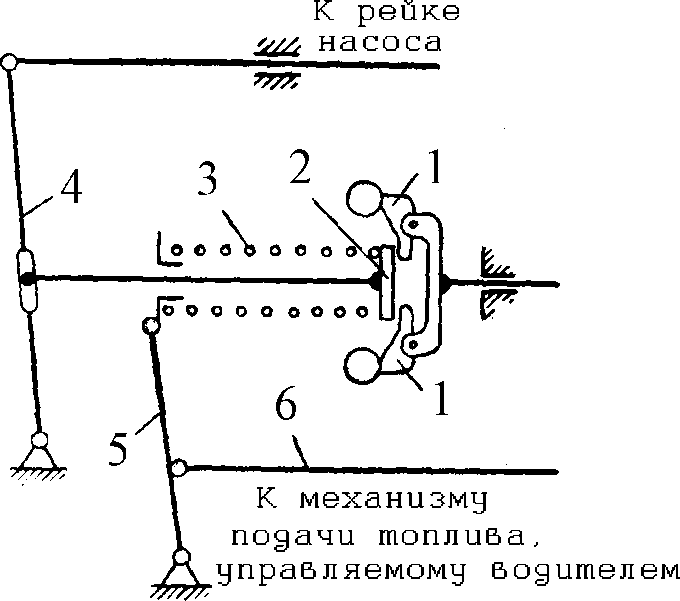 К рейке
насоса
1
2
3
4
1
6
5
К механизму
подачи топлива,
управляемому водителем